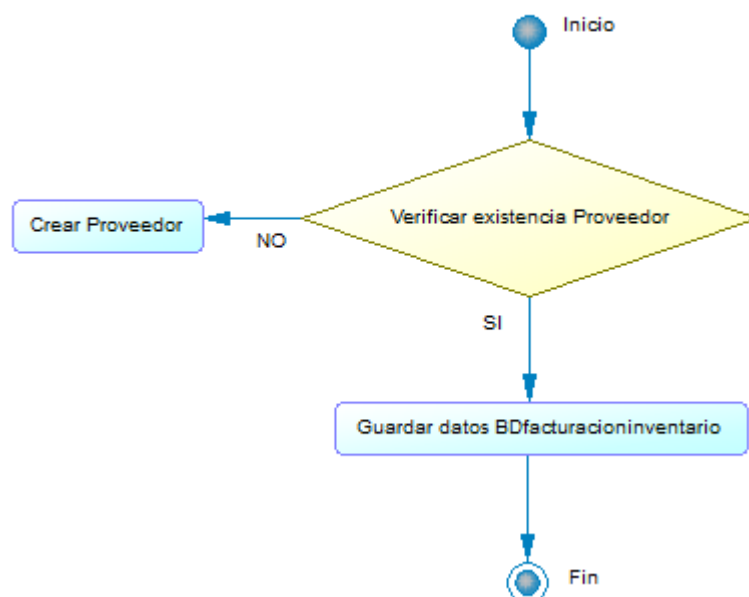 Inicio
Verificar existencia Proveedor
Crear Proveedor
NO
SI
Guardar datos BDfacturacioninventario
Fin